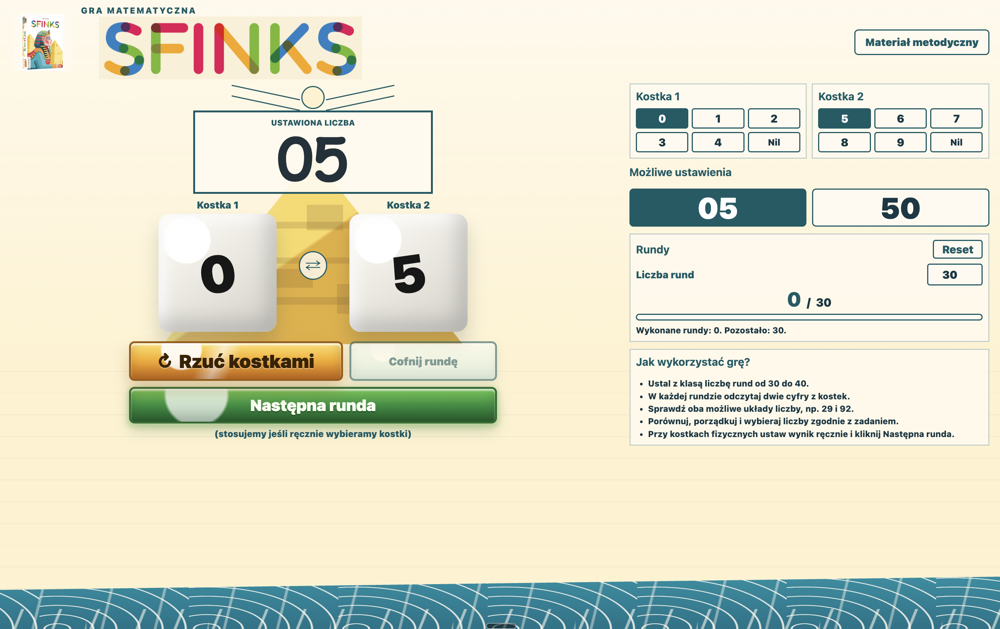 GRA MATEMATYCZNA
SFINKS
SFINKS
Materiał metodyczny
USTAWIONA LICZBA
05
Kostka 1
Kostka 2
0
5
Rzuć kostkami
Cofnij rundę
Następna runda
(stosujemy jeśli ręcznie wybieramy kostki)
Kostka 1
0 1 2
3 4 Nil
Kostka 2
5 6 7
8 9 Nil
Możliwe ustawienia
05 50
Rundy
Reset
Liczba rund
30
0 / 30
Wykonane rundy: 0. Pozostało: 30.
Jak wykorzystać grę?
• Ustal z klasą liczbę rund od 30 do 40.
• W każdej rundzie odczytaj dwie cyfry z kostek.
• Sprawdź oba możliwe układy liczby, np. 29 i 92.
• Porównuj, porządkuj i wybieraj liczby zgodnie z zadaniem.
• Przy kostkach fizycznych ustaw wynik ręcznie i kliknij Następna runda.